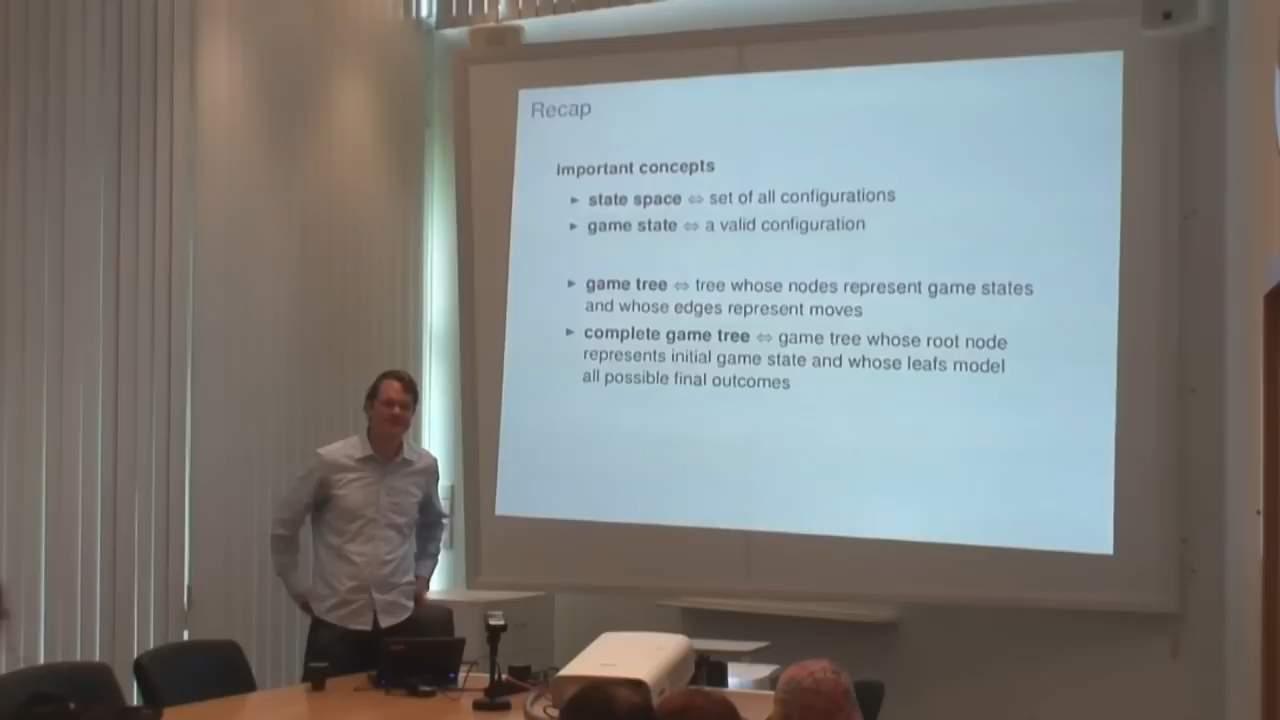 Recap
important concepts
► state space ⇔ set of all configurations
► game state ⇔ a valid configuration
► game tree ⇔ tree whose nodes represent game states
and whose edges represent moves
► complete game tree ⇔ game tree whose root node
represents initial game state and whose leafs model
all possible final outcomes